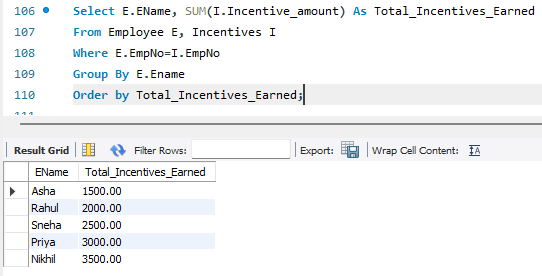 106 Select E.EName, SUM(I.Incentive_amount) As Total_Incentives_Earned
107 From Employee E, Incentives I
108 Where E.EmpNo=I.EmpNo
109 Group By E.Ename
110 Order by Total_Incentives_Earned;
Result Grid Filter Rows: Export: Wrap Cell Content: IA
EName Total_Incentives_Earned
Asha 1500.00
Rahul 2000.00
Sneha 2500.00
Priya 3000.00
Nikhil 3500.00